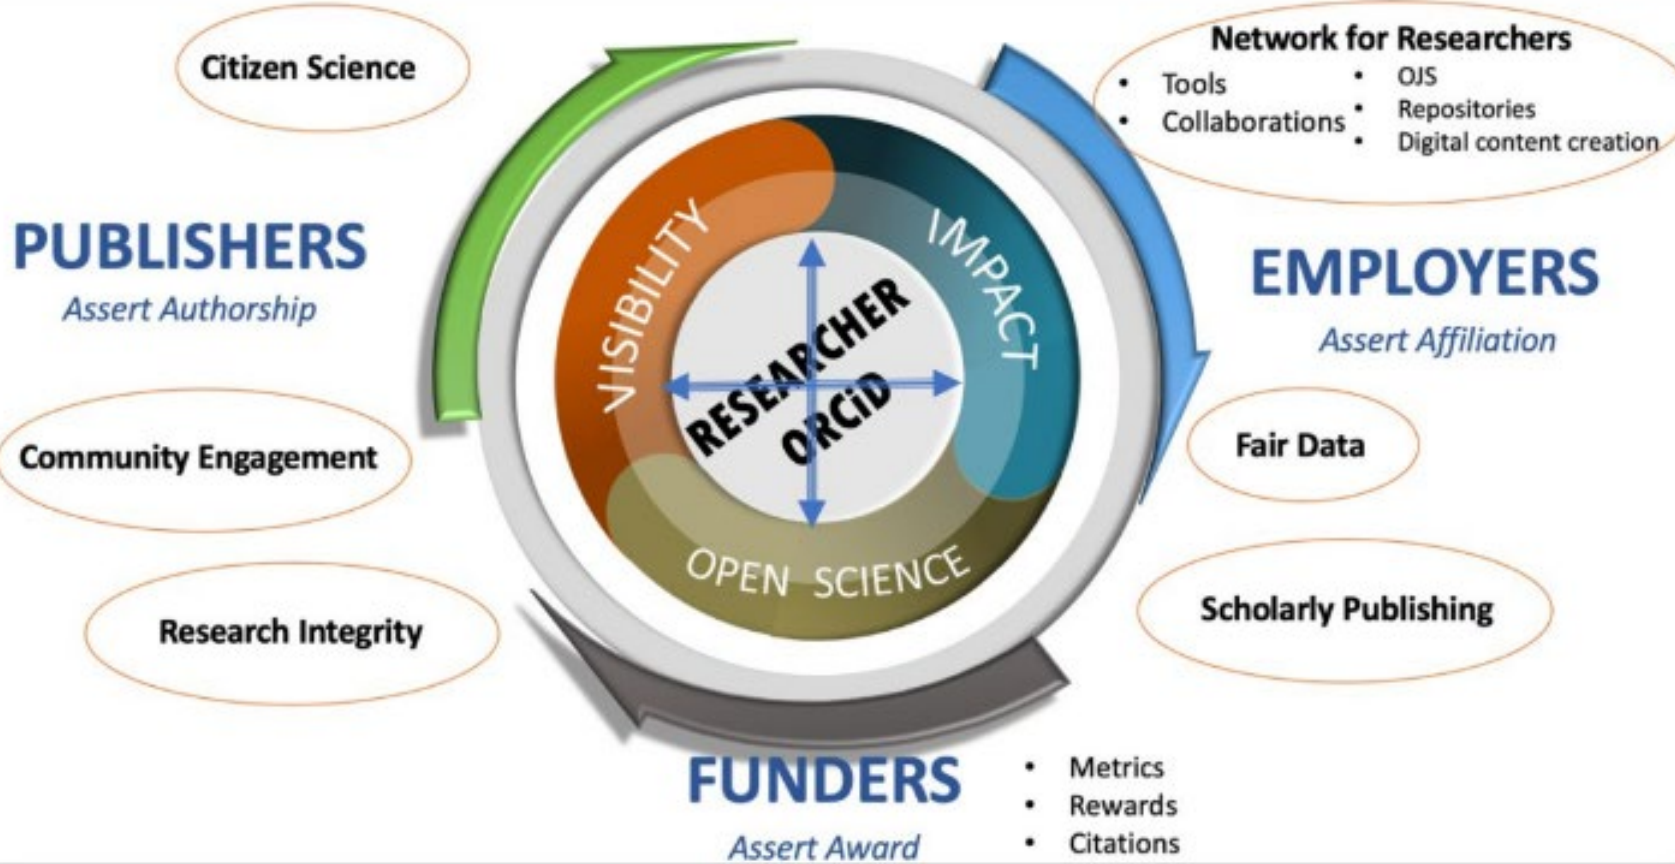 Citizen Science
Network for Researchers
• Tools
• Collaborations
• OJS
• Repositories
• Digital content creation
PUBLISHERS
Assert Authorship
VISIBILITY
IMPACT
OPEN SCIENCE
RESEARCHER
ORCiD
EMPLOYERS
Assert Affiliation
Community Engagement
Fair Data
Research Integrity
Scholarly Publishing
FUNDERS
Assert Award
• Metrics
• Rewards
• Citations